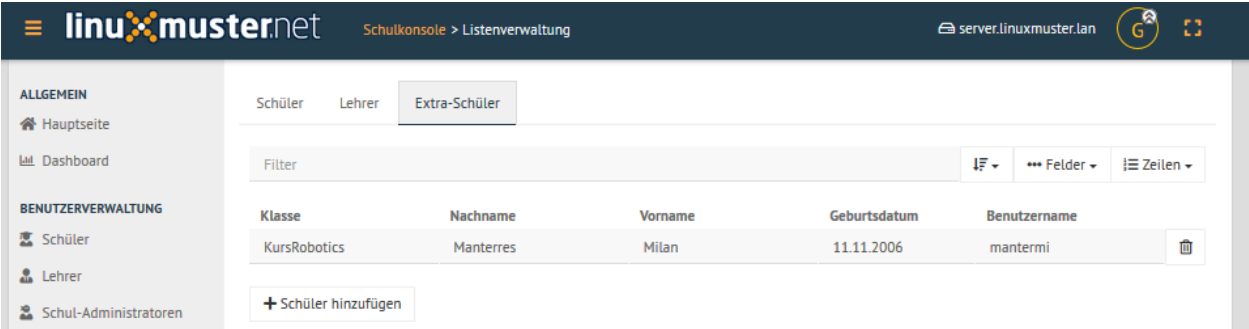 linuxmuster.net Schulkonsole > Listenverwaltung server.linuxmuster.lan G
ALLGEMEIN
Hauptseite
Dashboard
BENUTZERVERWALTUNG
Schüler
Lehrer
Schul-Administratoren
Schüler Lehrer Extra-Schüler
Filter Felder Zeilen
Klasse Nachname Vorname Geburtsdatum Benutzername
KursRobotics Manterres Milan 11.11.2006 mantermi
+ Schüler hinzufügen